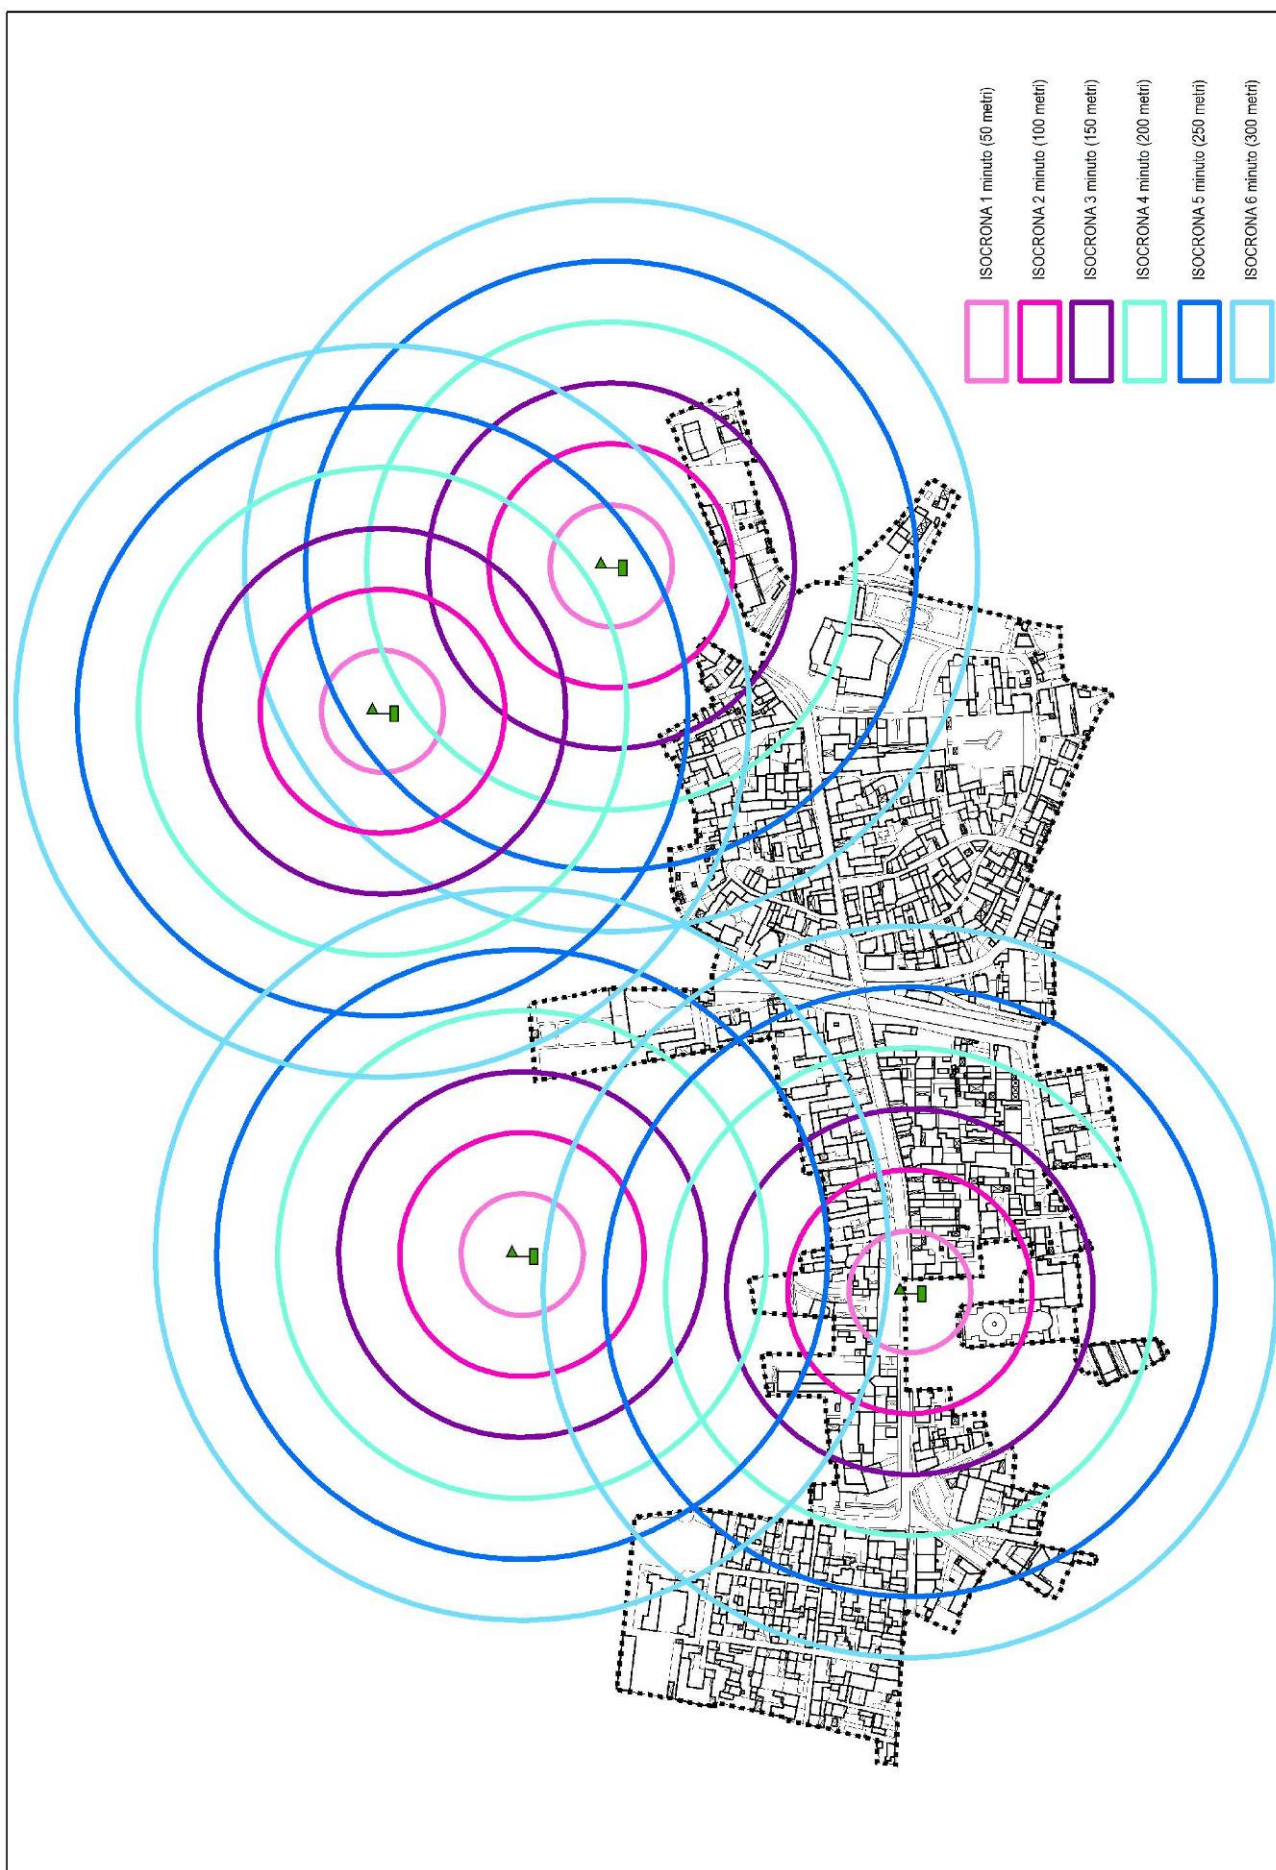 ISOCRONA 1 minuto (50 metri)
ISOCRONA 2 minuto (100 metri)
ISOCRONA 3 minuto (150 metri)
ISOCRONA 4 minuto (200 metri)
ISOCRONA 5 minuto (250 metri)
ISOCRONA 6 minuto (300 metri)